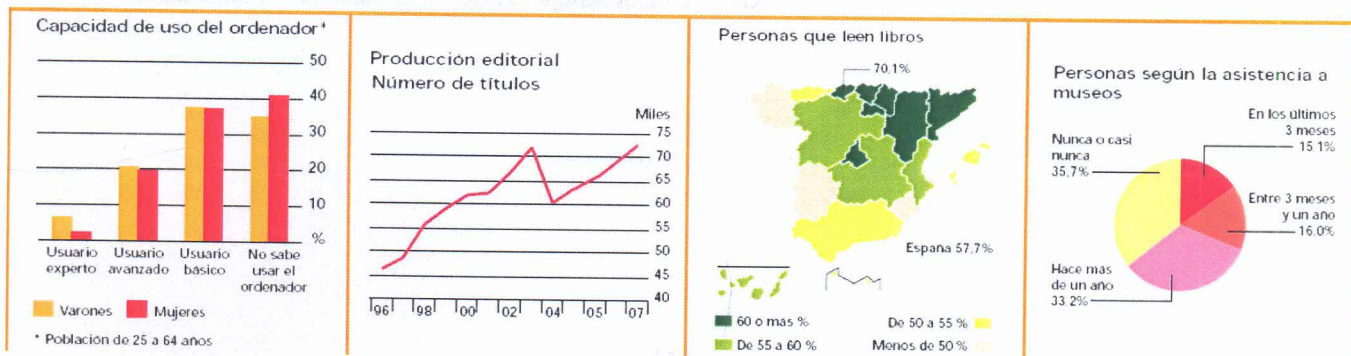 Capacidad de uso del ordenador*
50
40
30
20
10
%
Usuario experto
Usuario avanzado
Usuario básico
No sabe usar el ordenador
Varones
Mujeres
* Población de 25 a 64 años
Producción editorial
Número de títulos
Miles
75
70
65
60
55
50
45
40
'96
'98
'00
'02
'04
'05
'07
Personas que leen libros
70,1%
España 57,7%
60 o más %
De 55 a 60 %
De 50 a 55 %
Menos de 50 %
Personas según la asistencia a
museos
En los últimos
3 meses
15.1%
Entre 3 meses
y un año
16.0%
Hace más
de un año
33.2%
Nunca o casi
nunca
35,7%